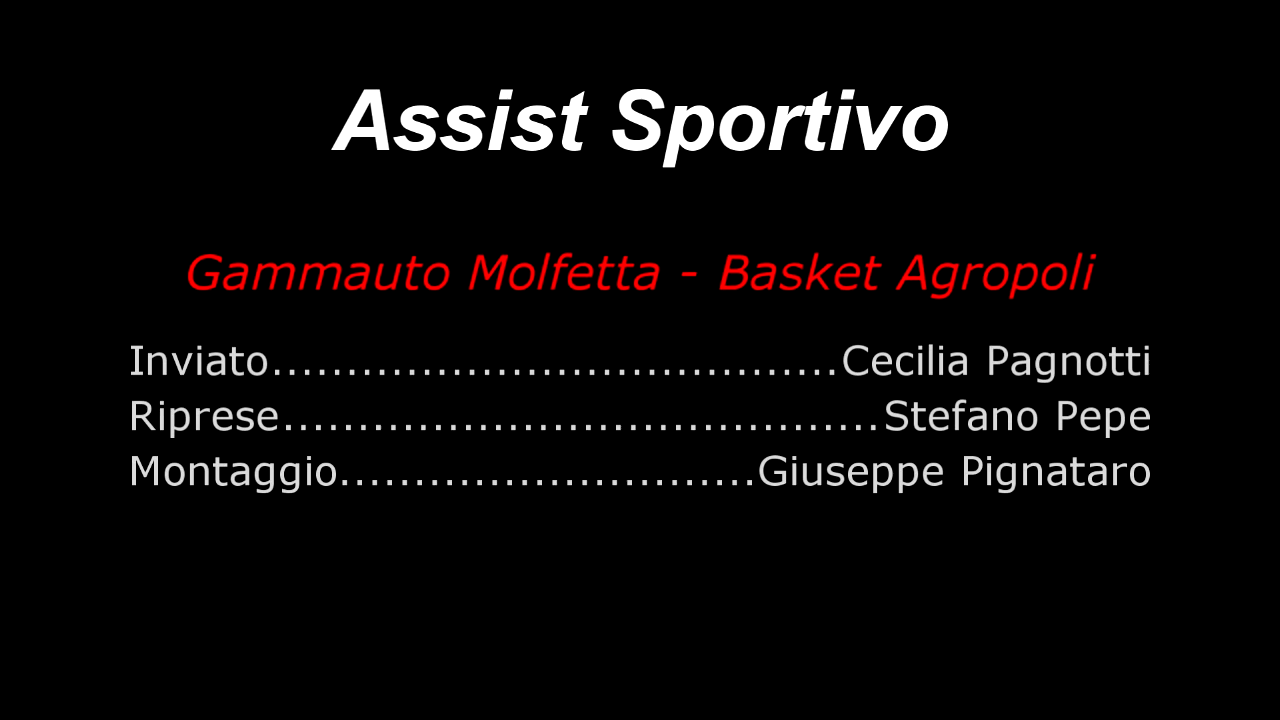 Assist Sportivo
Gammauto Molfetta - Basket Agropoli
Inviato......................................Cecilia Pagnotti
Riprese........................................Stefano Pepe
Montaggio............................Giuseppe Pignataro